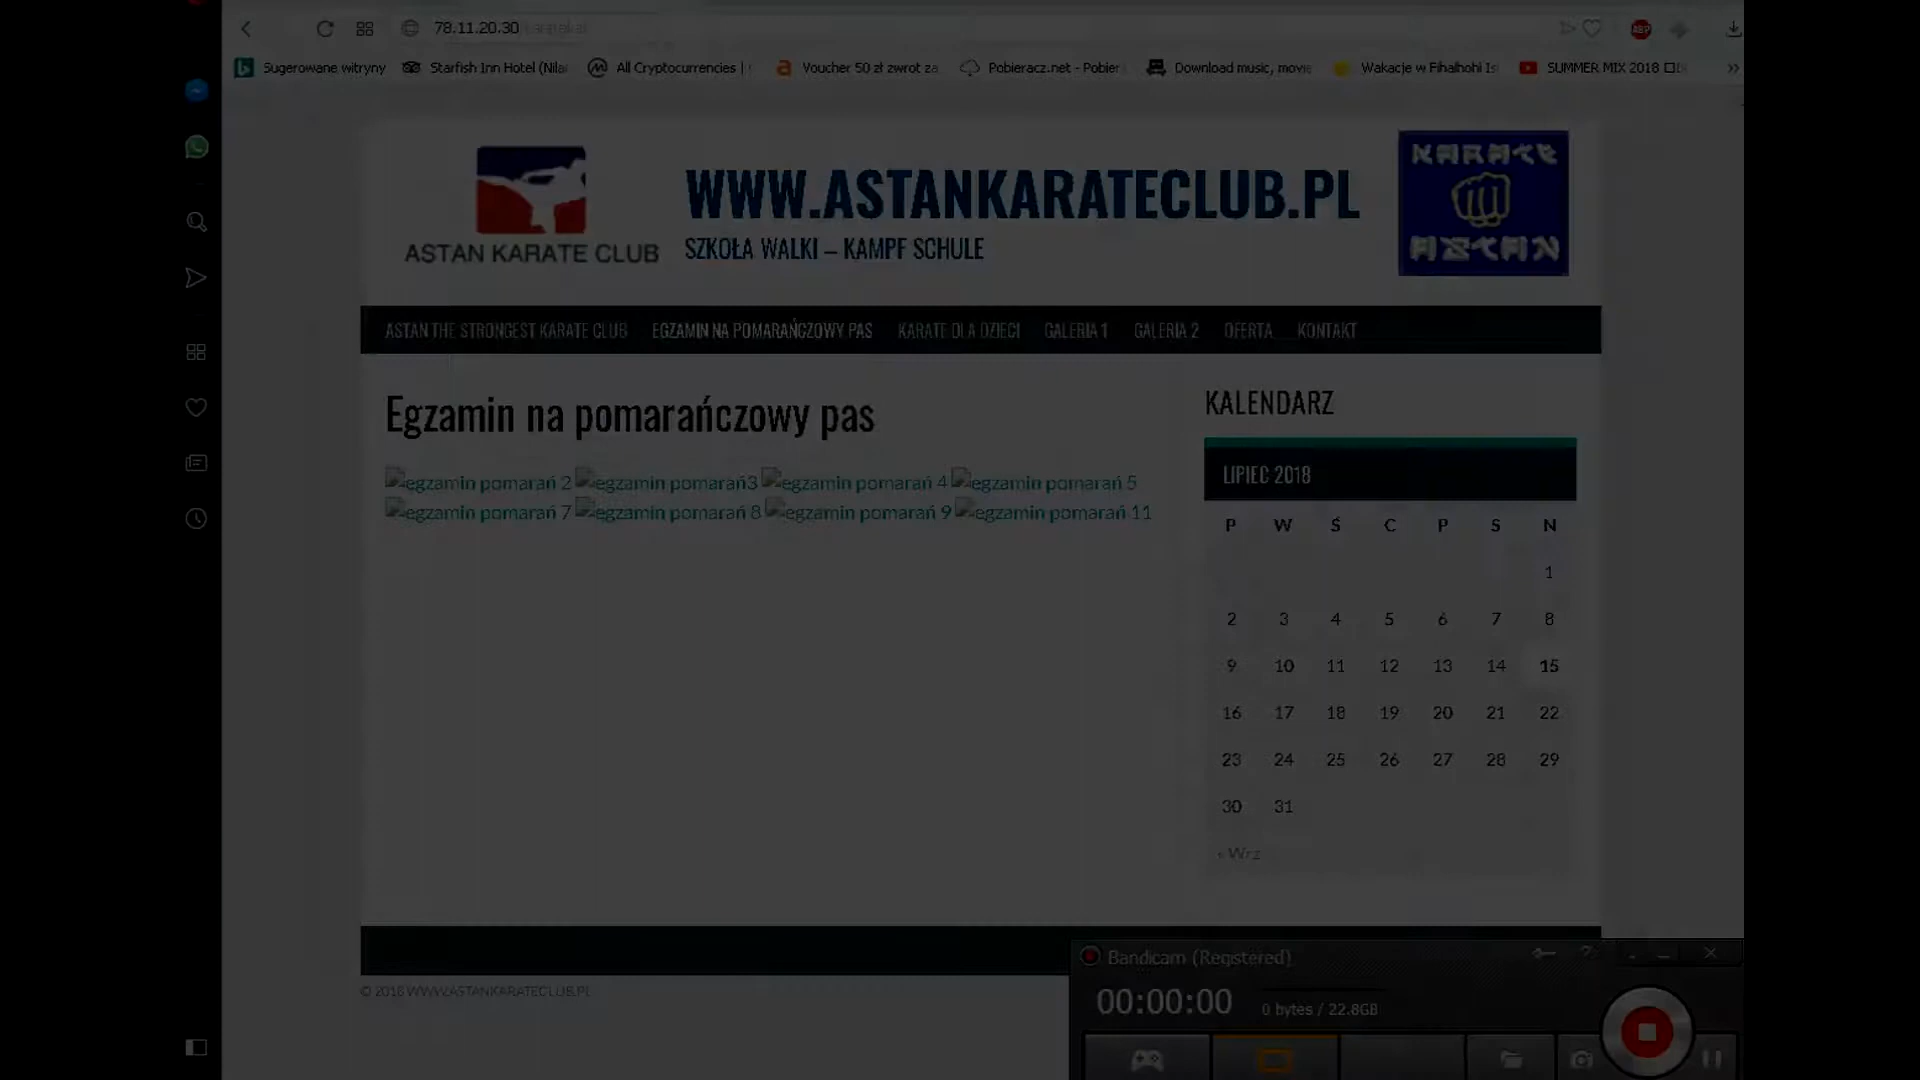 78.11.20.30
ABP
Sugerowane witryny
Starfish Inn Hotel (Nila
All Cryptocurrencies |
Voucher 50 zł zwrot za
Pobieracz.net - Pobier
Download music, movie
Wakacje w Fihalhohi Is
SUMMER MIX 2018
»
ASTAN KARATE CLUB
WWW.ASTANKARATECLUB.PL
SZKOŁA WALKI – KAMPF SCHULE
KARATE
ASTAN
ASTAN THE STRONGEST KARATE CLUB
EGZAMIN NA POMARAŃCZOWY PAS
KARATE DLA DZIECI
GALERIA 1
GALERIA 2
OFERTA
KONTAKT
Egzamin na pomarańczowy pas
egzamin pomarań 2 egzamin pomarań3 egzamin pomarań 4 egzamin pomarań 5
egzamin pomarań 7 egzamin pomarań 8 egzamin pomarań 9 egzamin pomarań 11
KALENDARZ
LIPIEC 2018
P W Ś C P S N
1
2 3 4 5 6 7 8
9 10 11 12 13 14 15
16 17 18 19 20 21 22
23 24 25 26 27 28 29
30 31
« Wrz
© 2018 WWW.ASTANKARATECLUB.PL
Bandicam (Registered)
00:00:00
0 bytes / 22.8GB